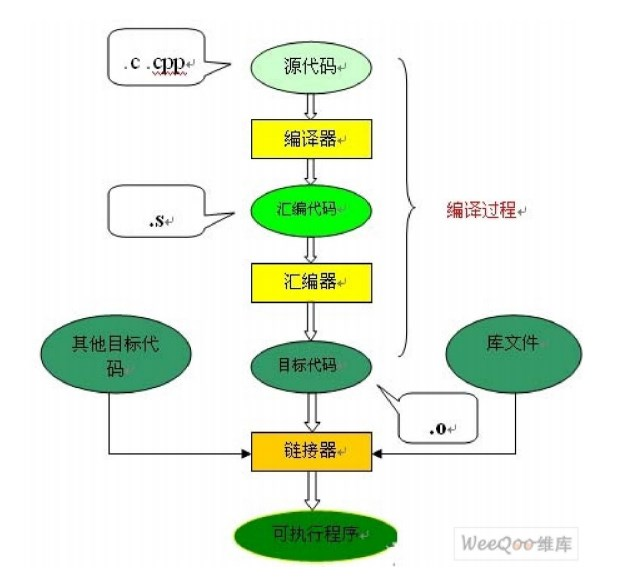 .c .cpp
源代码
编译器
汇编代码
.s
编译过程
汇编器
其他目标代
码
目标代码
库文件
.o
链接器
可执行程序
WeeQoo维库